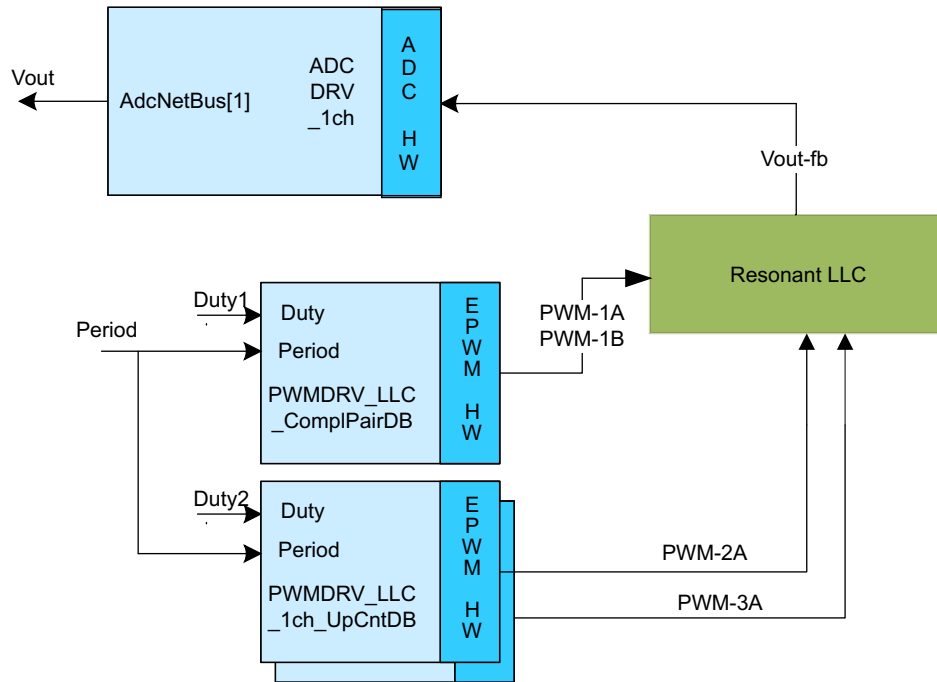 Vout
AdcNetBus[1]
ADC
DRV
_1ch
A
D
C
H
W
Vout-fb
Resonant LLC
Duty1
Period
Duty
Period
PWMDRV_LLC
_ComplPairDB
E
P
W
M
H
W
PWM-1A
PWM-1B
Duty2
Duty
Period
PWMDRV_LLC
_1ch_UpCntDB
E
P
W
M
H
W
PWM-2A
PWM-3A